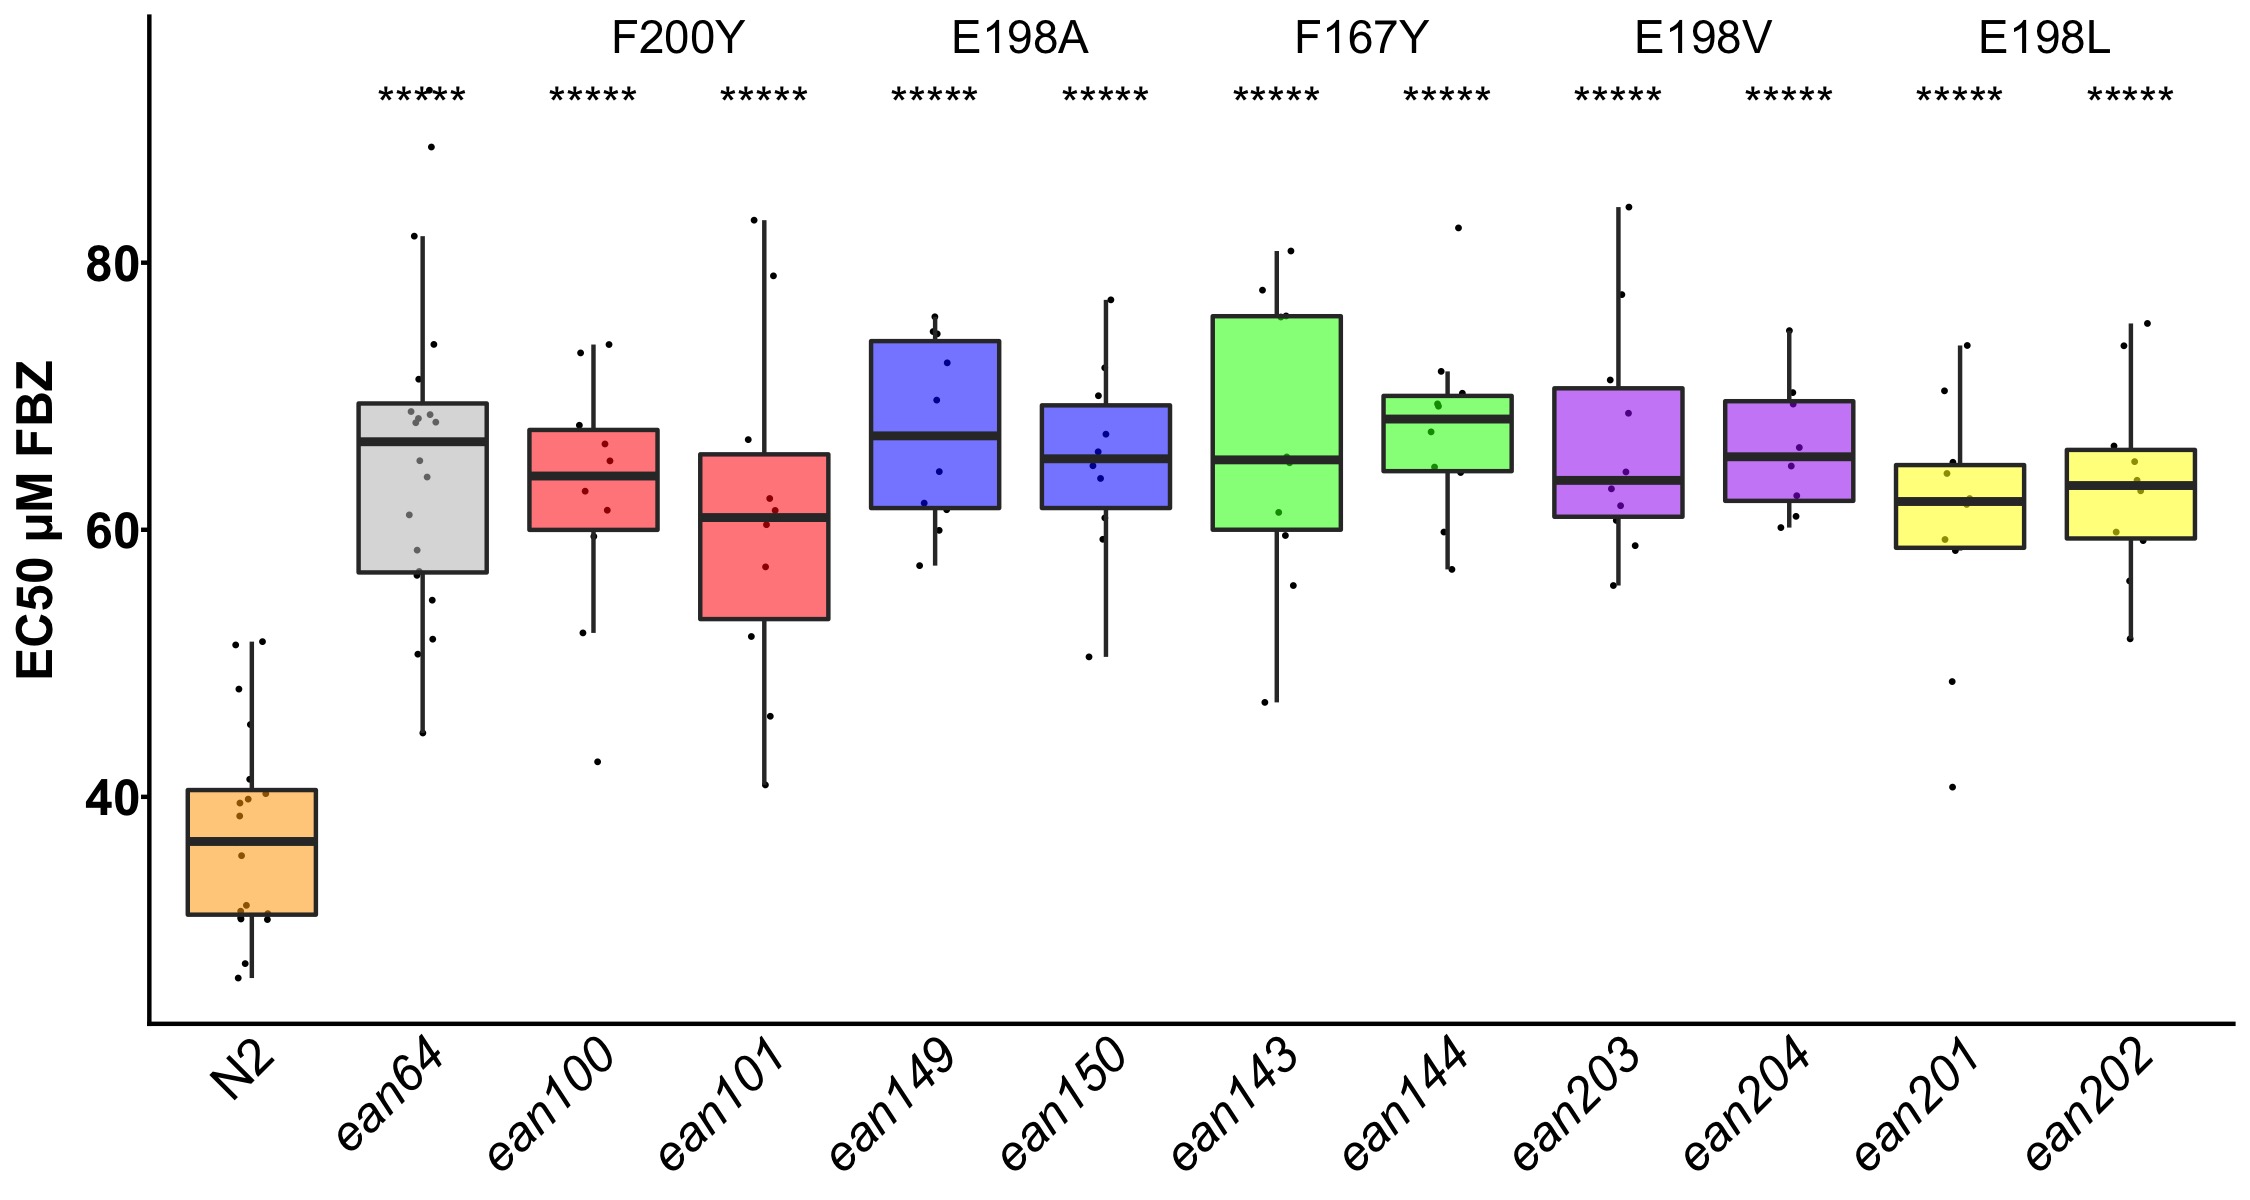 F200Y E198A F167Y E198V E198L
***** ***** ***** ***** ***** ***** ***** ***** ***** ***** *****
EC50 µM FBZ
80
60
40
N2 ean64 ean100 ean101 ean149 ean150 ean143 ean144 ean203 ean204 ean201 ean202